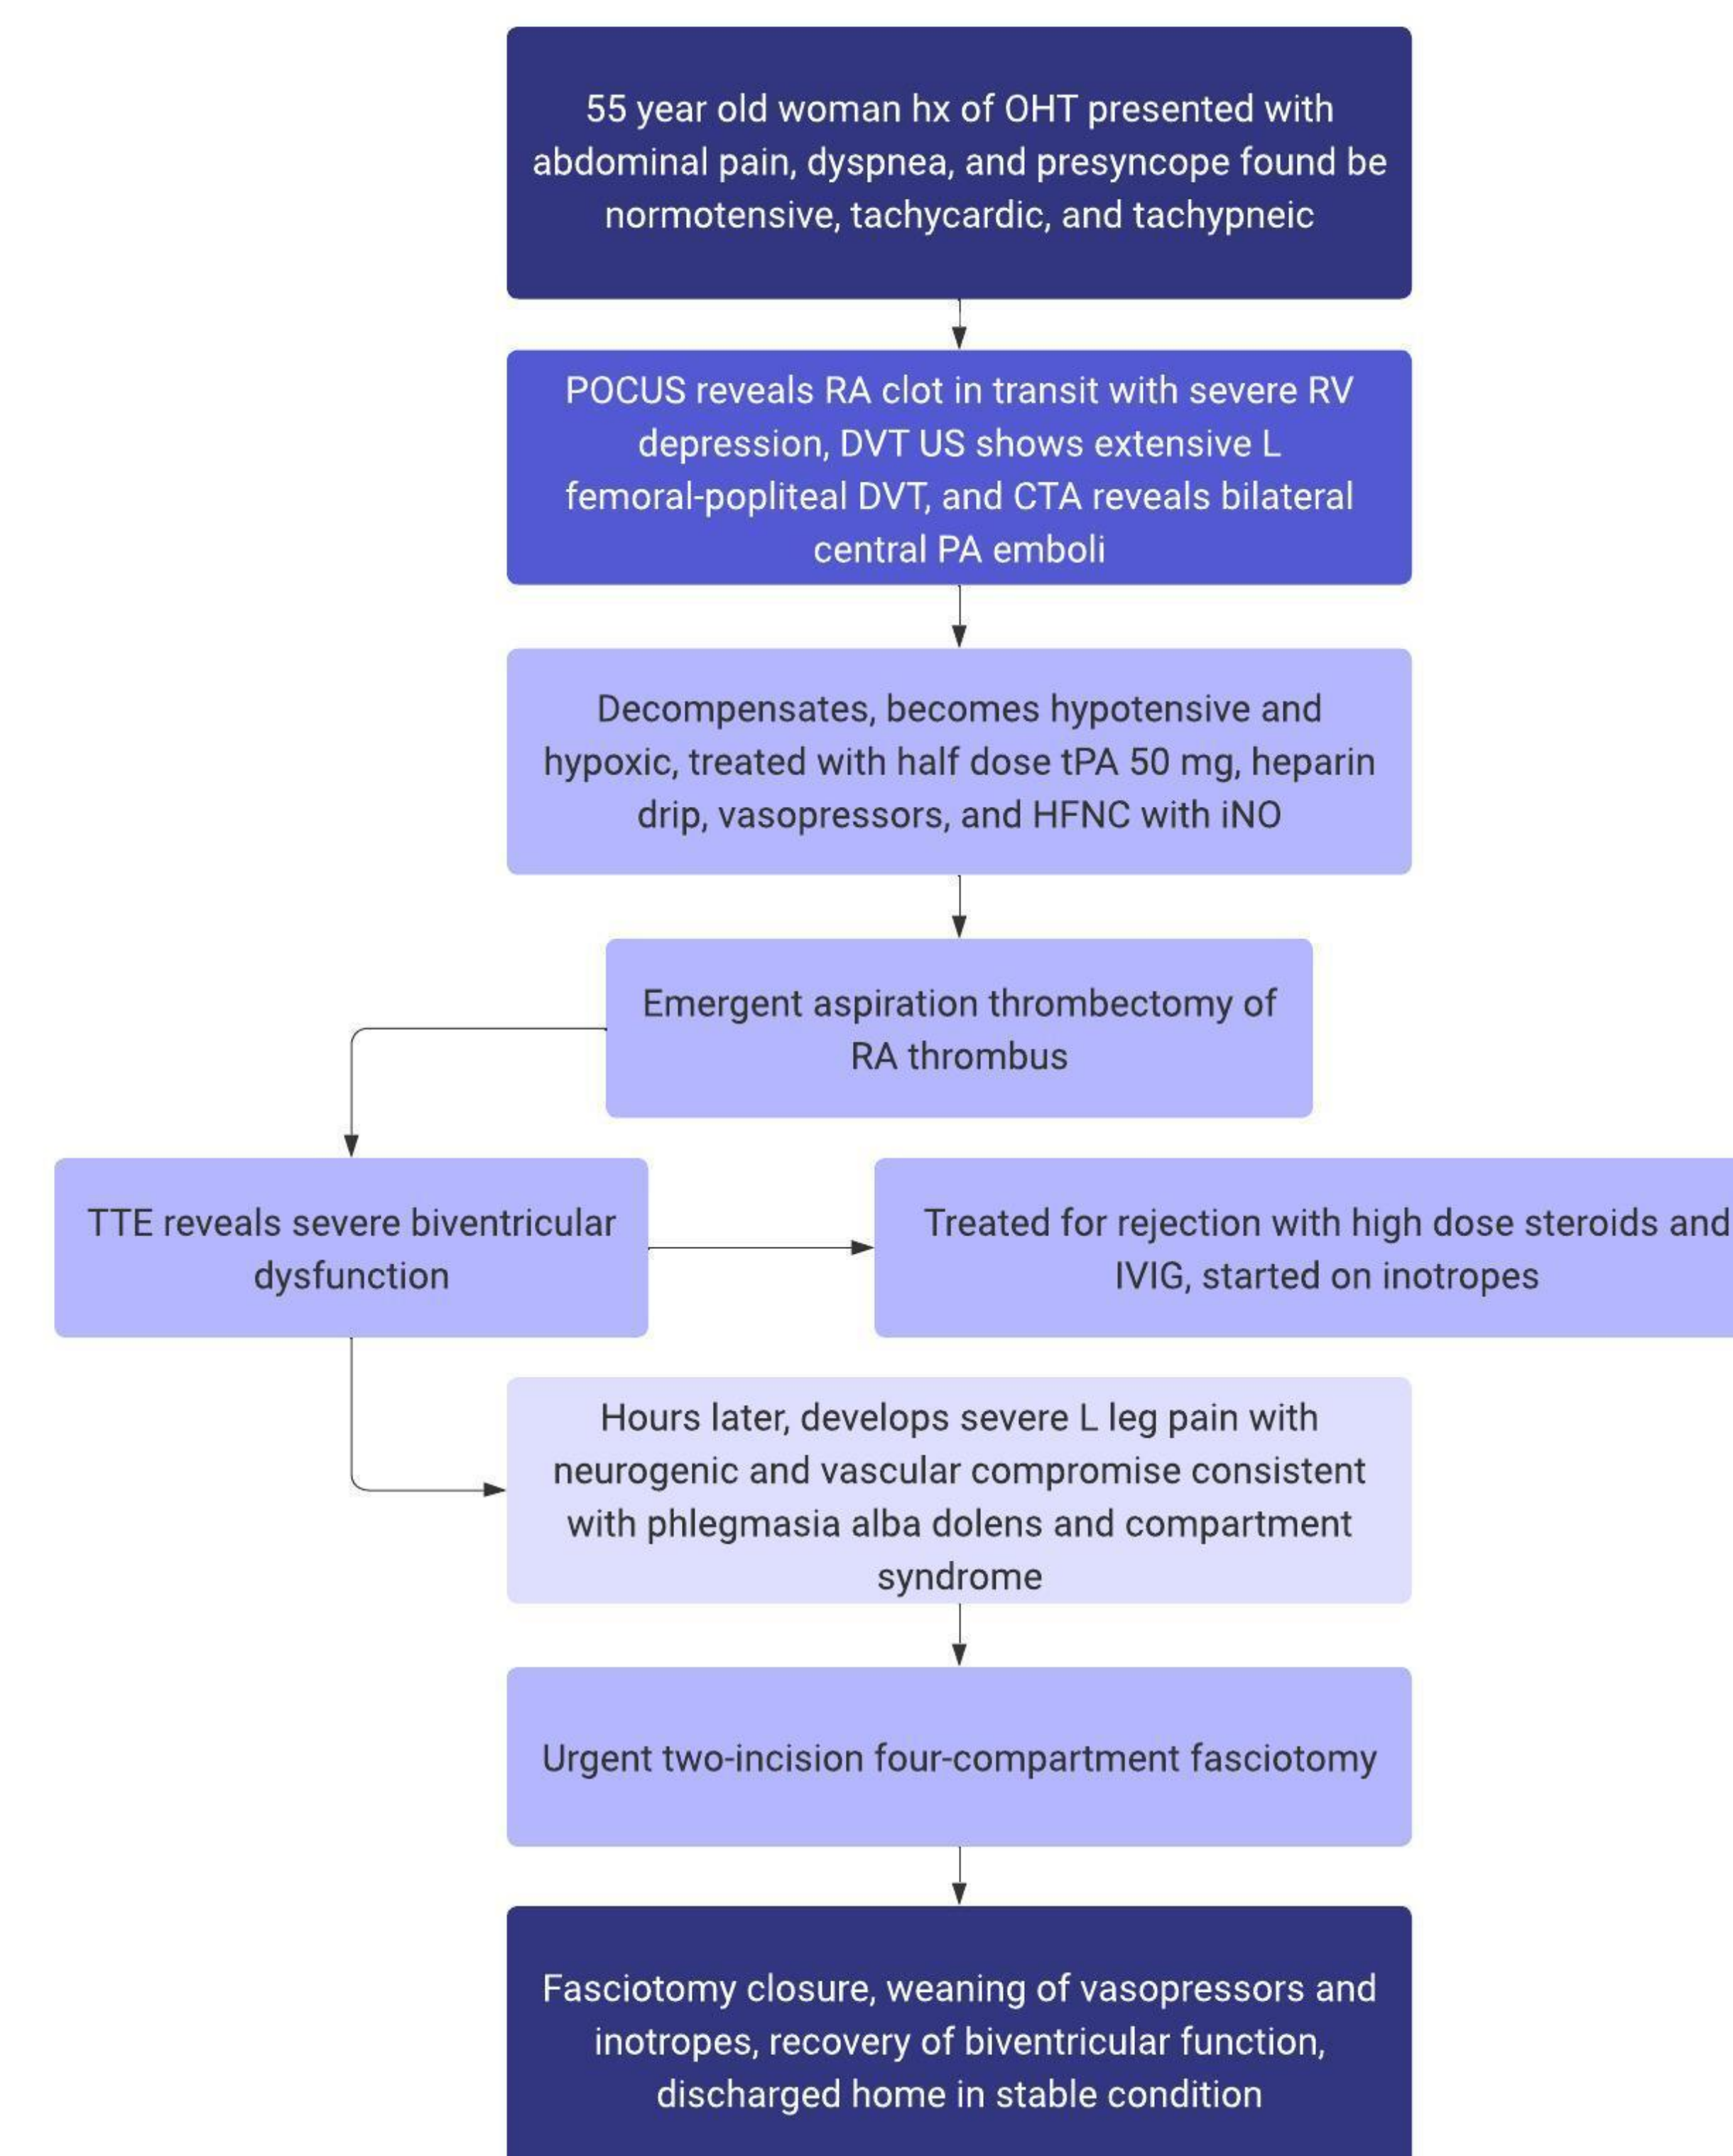 55 year old woman hx of OHT presented with
abdominal pain, dyspnea, and presyncope found be
normotensive, tachycardic, and tachypneic
POCUS reveals RA clot in transit with severe RV
depression, DVT US shows extensive L
femoral-popliteal DVT, and CTA reveals bilateral
central PA emboli
Decompensates, becomes hypotensive and
hypoxic, treated with half dose tPA 50 mg, heparin
drip, vasopressors, and HFNC with iNO
Emergent aspiration thrombectomy of
RA thrombus
TTE reveals severe biventricular
dysfunction
Treated for rejection with high dose steroids and
IVIG, started on inotropes
Hours later, develops severe L leg pain with
neurogenic and vascular compromise consistent
with phlegmasia alba dolens and compartment
syndrome
Urgent two-incision four-compartment fasciotomy
Fasciotomy closure, weaning of vasopressors and
inotropes, recovery of biventricular function,
discharged home in stable condition